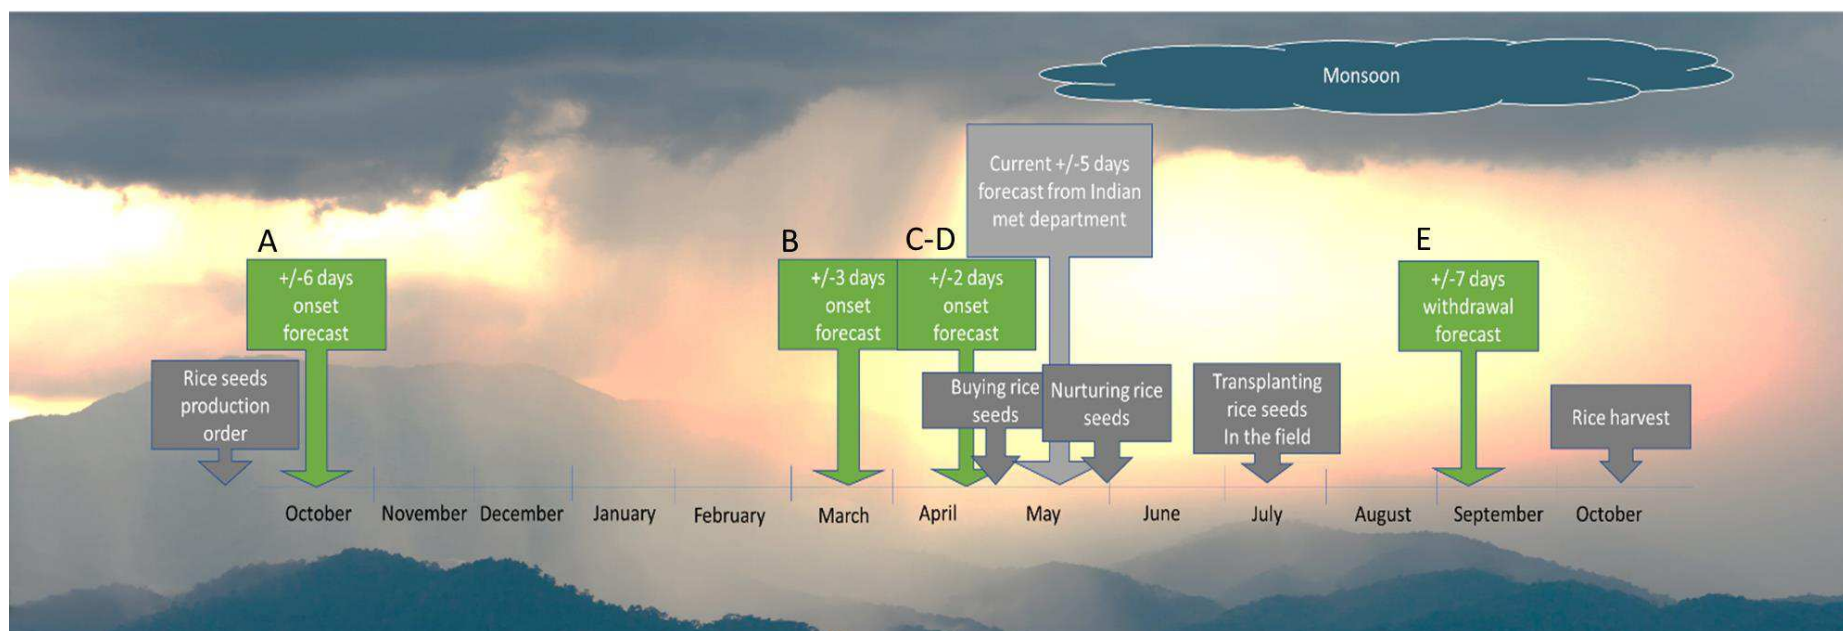 Monsoon
Current +/-5 days
forecast from Indian
met department
A
B
C-D
E
+/-6 days
onset
forecast
+/-3 days
onset
forecast
+/-2 days
onset
forecast
+/-7 days
withdrawal
forecast
Rice seeds
production
order
Buying rice
seeds
Nurturing rice
seeds
Transplanting
rice seeds
In the field
Rice harvest
October November December January February March April May June July August September October